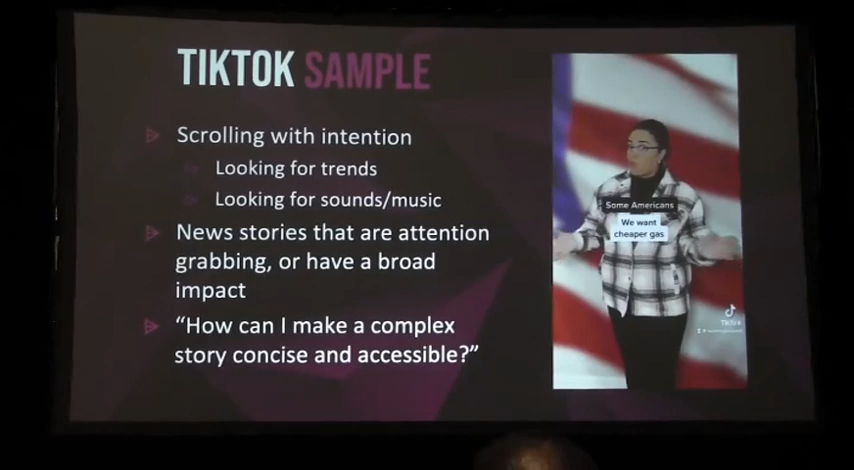 TIKTOK SAMPLE
Scrolling with intention
Looking for trends
Looking for sounds/music
News stories that are attention
grabbing, or have a broad
impact
“How can I make a complex
story concise and accessible?”
Some Americans
We want
cheaper gas
TikTok